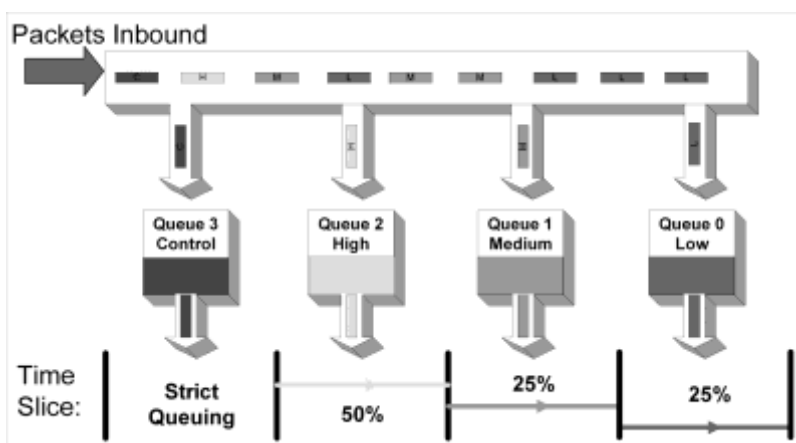 Packets Inbound
C H M L M M L L L
C H M L
Queue 3
Control
Queue 2
High
Queue 1
Medium
Queue 0
Low
Time
Slice:
Strict
Queuing
50%
25%
25%